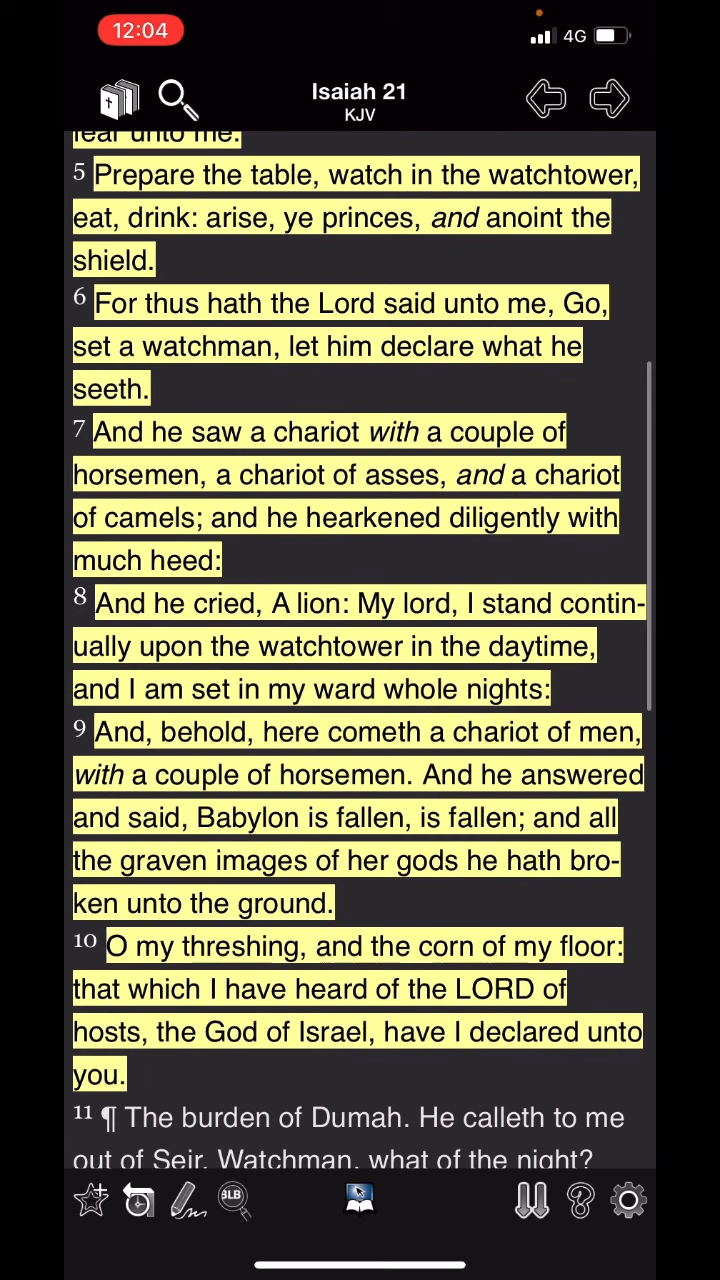 12:04
4G
Isaiah 21
KJV
fear unto me.
5 Prepare the table, watch in the watchtower,
eat, drink: arise, ye princes, and anoint the
shield.
6 For thus hath the Lord said unto me, Go,
set a watchman, let him declare what he
seeth.
7 And he saw a chariot with a couple of
horsemen, a chariot of asses, and a chariot
of camels; and he hearkened diligently with
much heed:
8 And he cried, A lion: My lord, I stand contin-
ually upon the watchtower in the daytime,
and I am set in my ward whole nights:
9 And, behold, here cometh a chariot of men,
with a couple of horsemen. And he answered
and said, Babylon is fallen, is fallen; and all
the graven images of her gods he hath bro-
ken unto the ground.
10 O my threshing, and the corn of my floor:
that which I have heard of the LORD of
hosts, the God of Israel, have I declared unto
you.
11 ¶ The burden of Dumah. He calleth to me
out of Seir, Watchman, what of the night?
BLB